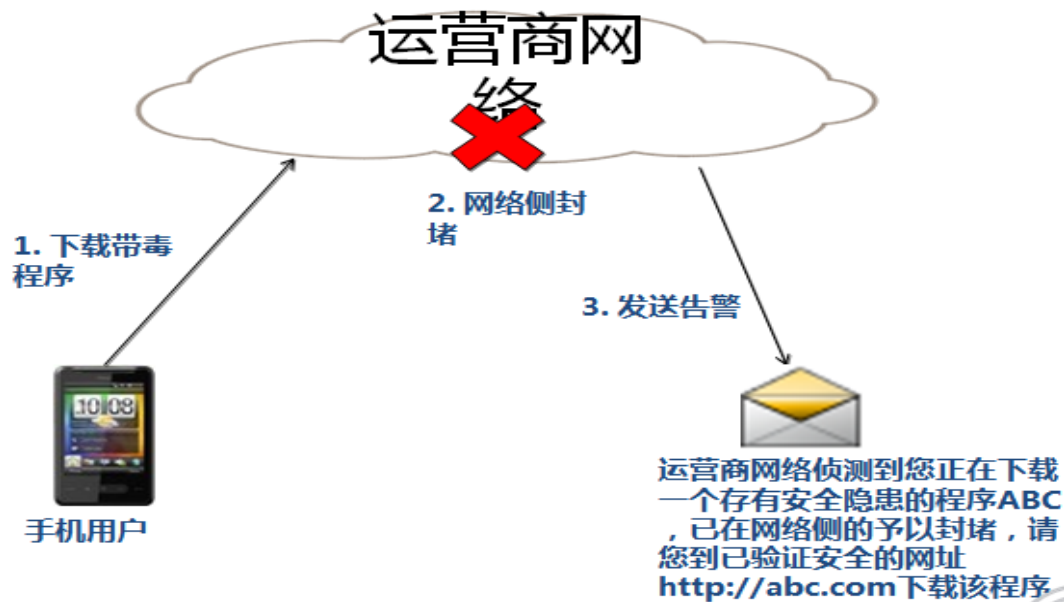 运营商网
络
2. 网络侧封
堵
1. 下载带毒
程序
3. 发送告警
10 08
手机用户
运营商网络侦测到您正在下载
一个存有安全隐患的程序ABC
，已在网络侧的予以封堵，请
您到已验证安全的网址
http://abc.com下载该程序